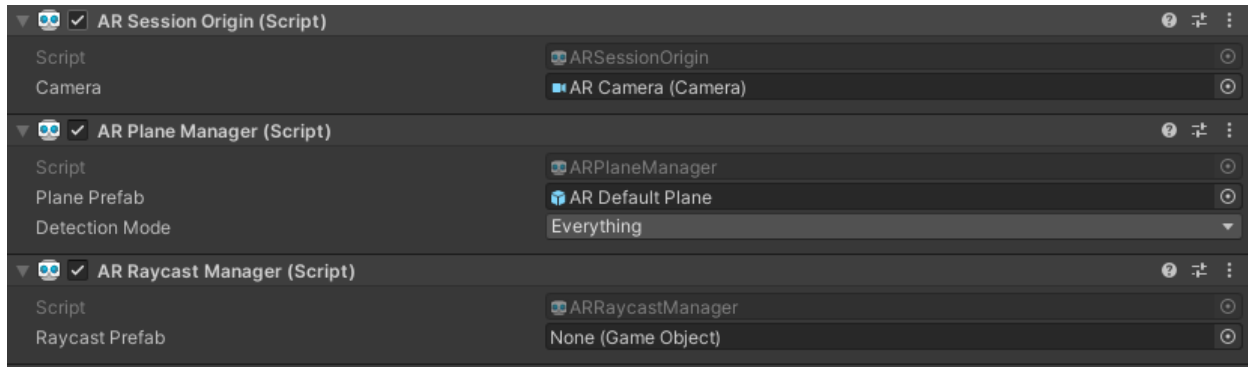 AR Session Origin (Script)
Script ARSessionOrigin
Camera AR Camera (Camera)
AR Plane Manager (Script)
Script ARPlaneManager
Plane Prefab AR Default Plane
Detection Mode Everything
AR Raycast Manager (Script)
Script ARRaycastManager
Raycast Prefab None (Game Object)